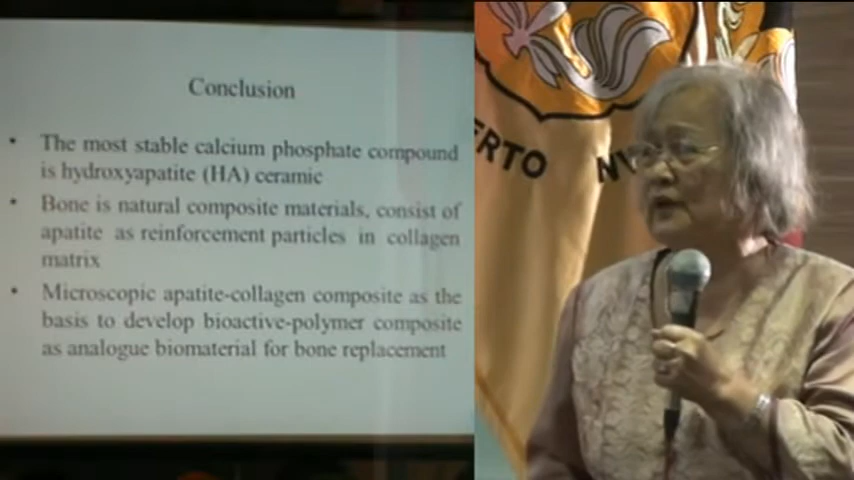 Conclusion
• The most stable calcium phosphate compound
is hydroxyapatite (HA) ceramic
• Bone is natural composite materials, consist of
apatite as reinforcement particles in collagen
matrix
• Microscopic apatite-collagen composite as the
basis to develop bioactive-polymer composite
as analogue biomaterial for bone replacement